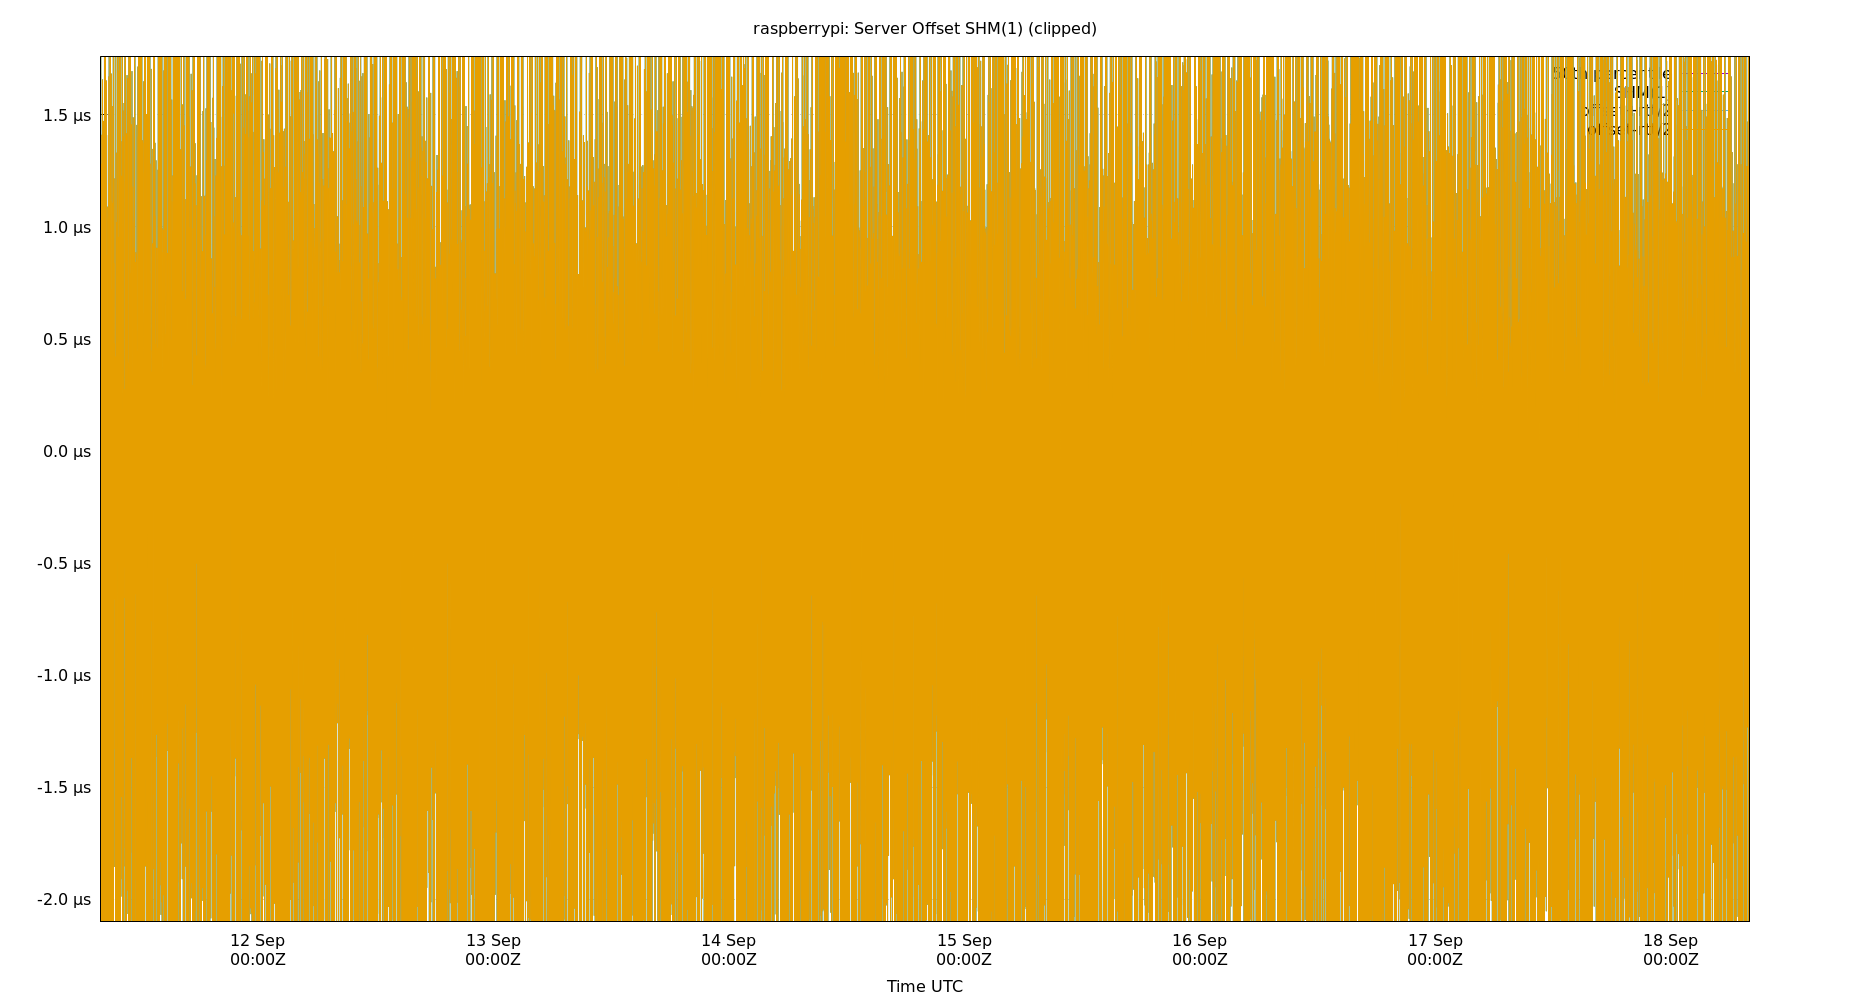 raspberrypi: Server Offset SHM(1) (clipped)
1.5 µs
1.0 µs
0.5 µs
0.0 µs
-0.5 µs
-1.0 µs
-1.5 µs
-2.0 µs
12 Sep
00:00Z
13 Sep
00:00Z
14 Sep
00:00Z
15 Sep
00:00Z
16 Sep
00:00Z
17 Sep
00:00Z
18 Sep
00:00Z
Time UTC